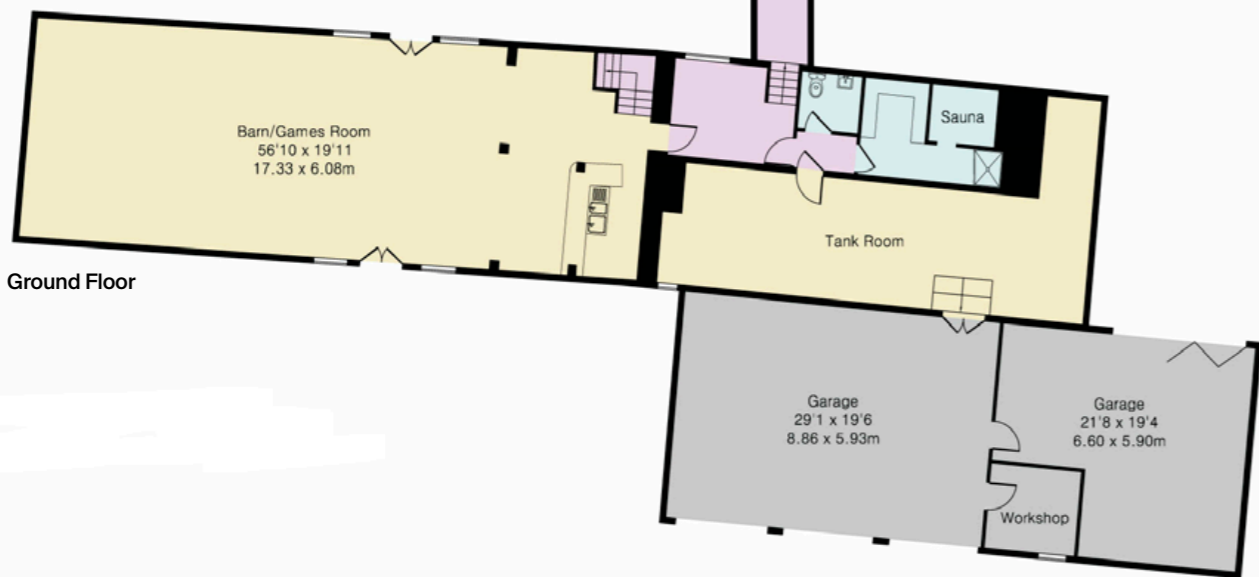 Barn/Games Room
56'10 x 19'11
17.33 x 6.08m
Sauna
Tank Room
Ground Floor
Garage
29'1 x 19'6
8.86 x 5.93m
Garage
21'8 x 19'4
6.60 x 5.90m
Workshop